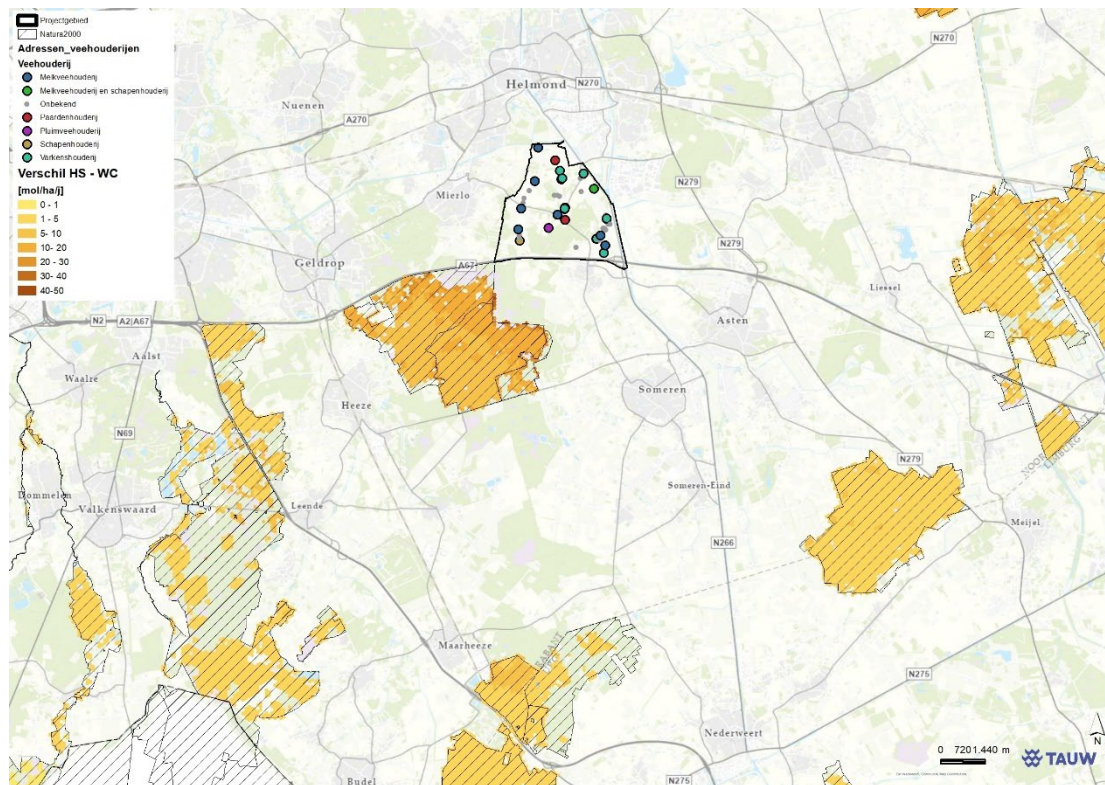 Projectgebied
Natura2000
Adressen_veehouderijen
Veehouderij
Melkveehouderij
Melkveehouderij en schapenhouderij
Onbekend
Paardenhouderij
Pluimveehouderij
Schapenhouderij
Varkenshouderij
Verschil HS - WC
[mol/ha/j]
0 - 1
1 - 5
5- 10
10- 20
20 - 30
30- 40
40-50
N270
Helmond
N270
N270
Nuenen
A270
N279
Mierlo
N279
Geldrop
A67
Liessel
N2
A2|A67
Asten
Aalst
Waalre
Someren
Heeze
N69
N279
Someren-Eind
Dommelen
Leende
Valkenswaard
Meijel
N266
Maarheeze
N275
Nederweert
N
0 7201.440 m
TAUW
Budel
N275